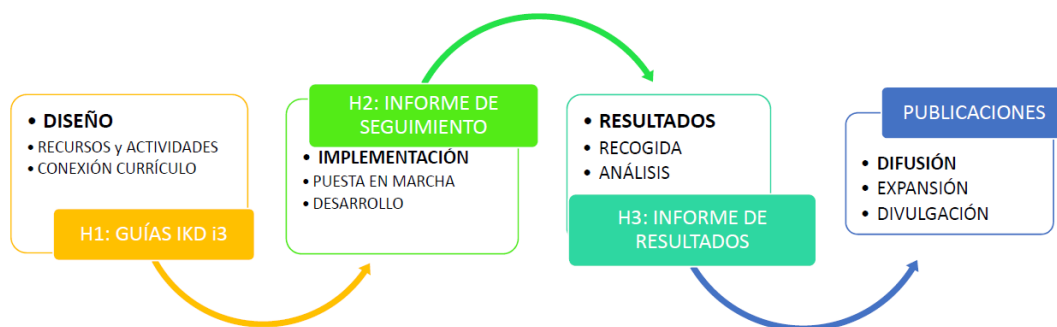 • DISEÑO
• RECURSOS y ACTIVIDADES
• CONEXIÓN CURRÍCULO
H1: GUÍAS IKD i3
H2: INFORME DE
SEGUIMIENTO
• IMPLEMENTACIÓN
• PUESTA EN MARCHA
• DESARROLLO
• RESULTADOS
• RECOGIDA
• ANÁLISIS
H3: INFORME DE
RESULTADOS
PUBLICACIONES
• DIFUSIÓN
• EXPANSIÓN
• DIVULGACIÓN